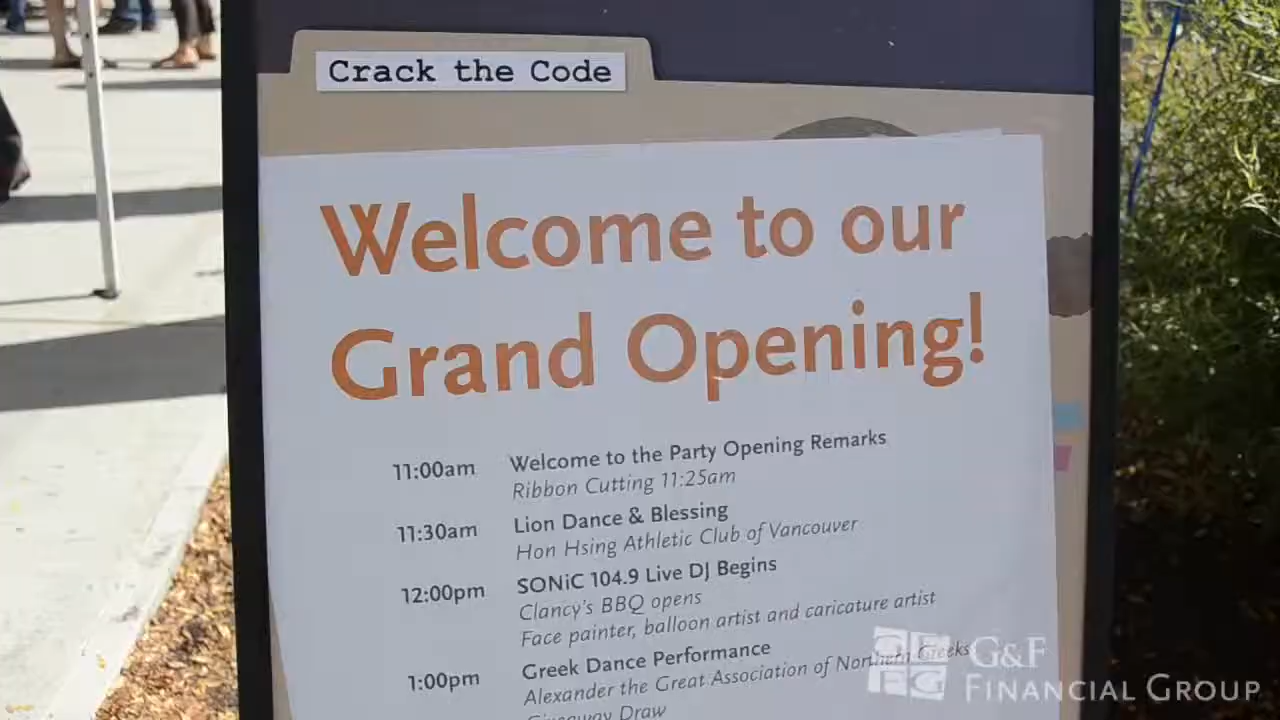 Crack the Code
Welcome to our
Grand Opening!
11:00am Welcome to the Party Opening Remarks
Ribbon Cutting 11:25am
11:30am Lion Dance & Blessing
Hon Hsing Athletic Club of Vancouver
12:00pm SONiC 104.9 Live DJ Begins
Clancy's BBQ opens
Face painter, balloon artist and caricature artist
1:00pm Greek Dance Performance
Alexander the Great Association of Northern Greeks
Giveaway Draw
G&F
FINANCIAL GROUP